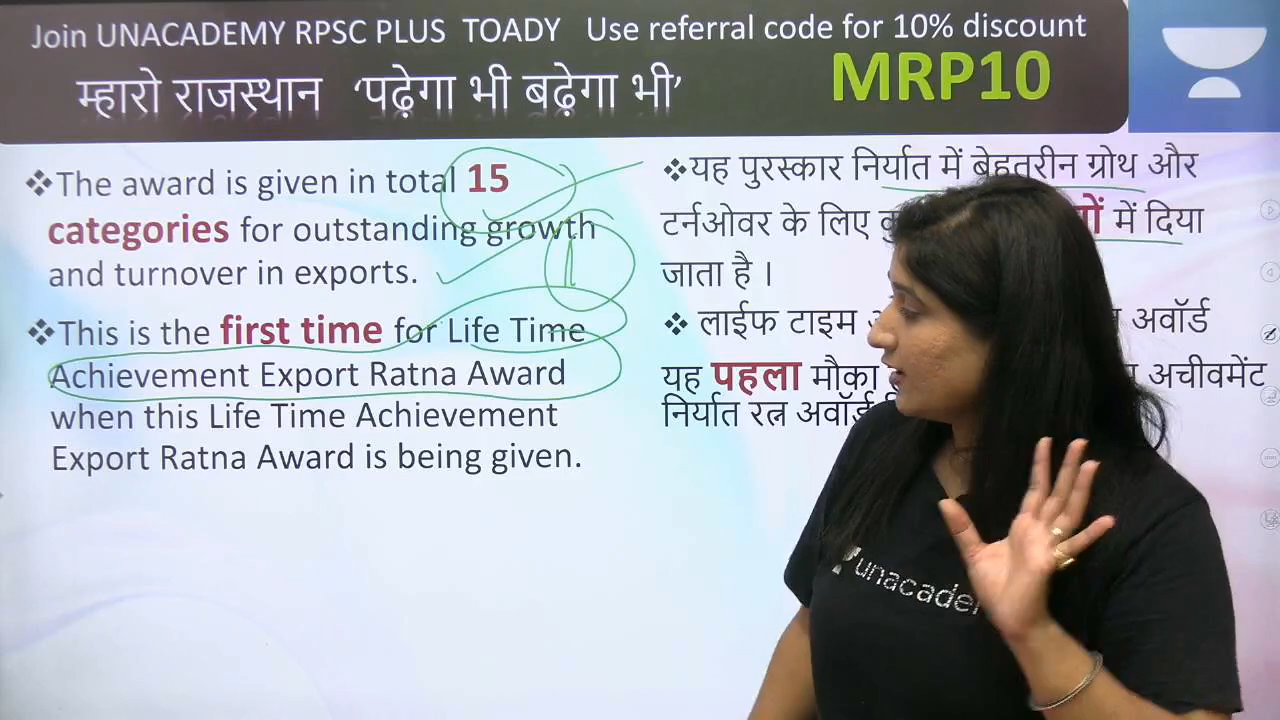 Join UNACADEMY RPSC PLUS TOADY Use referral code for 10% discount
म्हारो राजस्थान 'पढ़ेगा भी बढ़ेगा भी'
MRP10
❖The award is given in total 15
categories for outstanding growth
and turnover in exports.
❖This is the first time for Life Time
Achievement Export Ratna Award
when this Life Time Achievement
Export Ratna Award is being given.
❖यह पुरस्कार निर्यात में बेहतरीन ग्रोथ और
टर्नओवर के लिए में दिया
जाता है ।
❖ लाईफ टाइम अवॉर्ड
यह पहला मौका अचीवमेंट
निर्यात रत्न अवॉर्ड
unacade